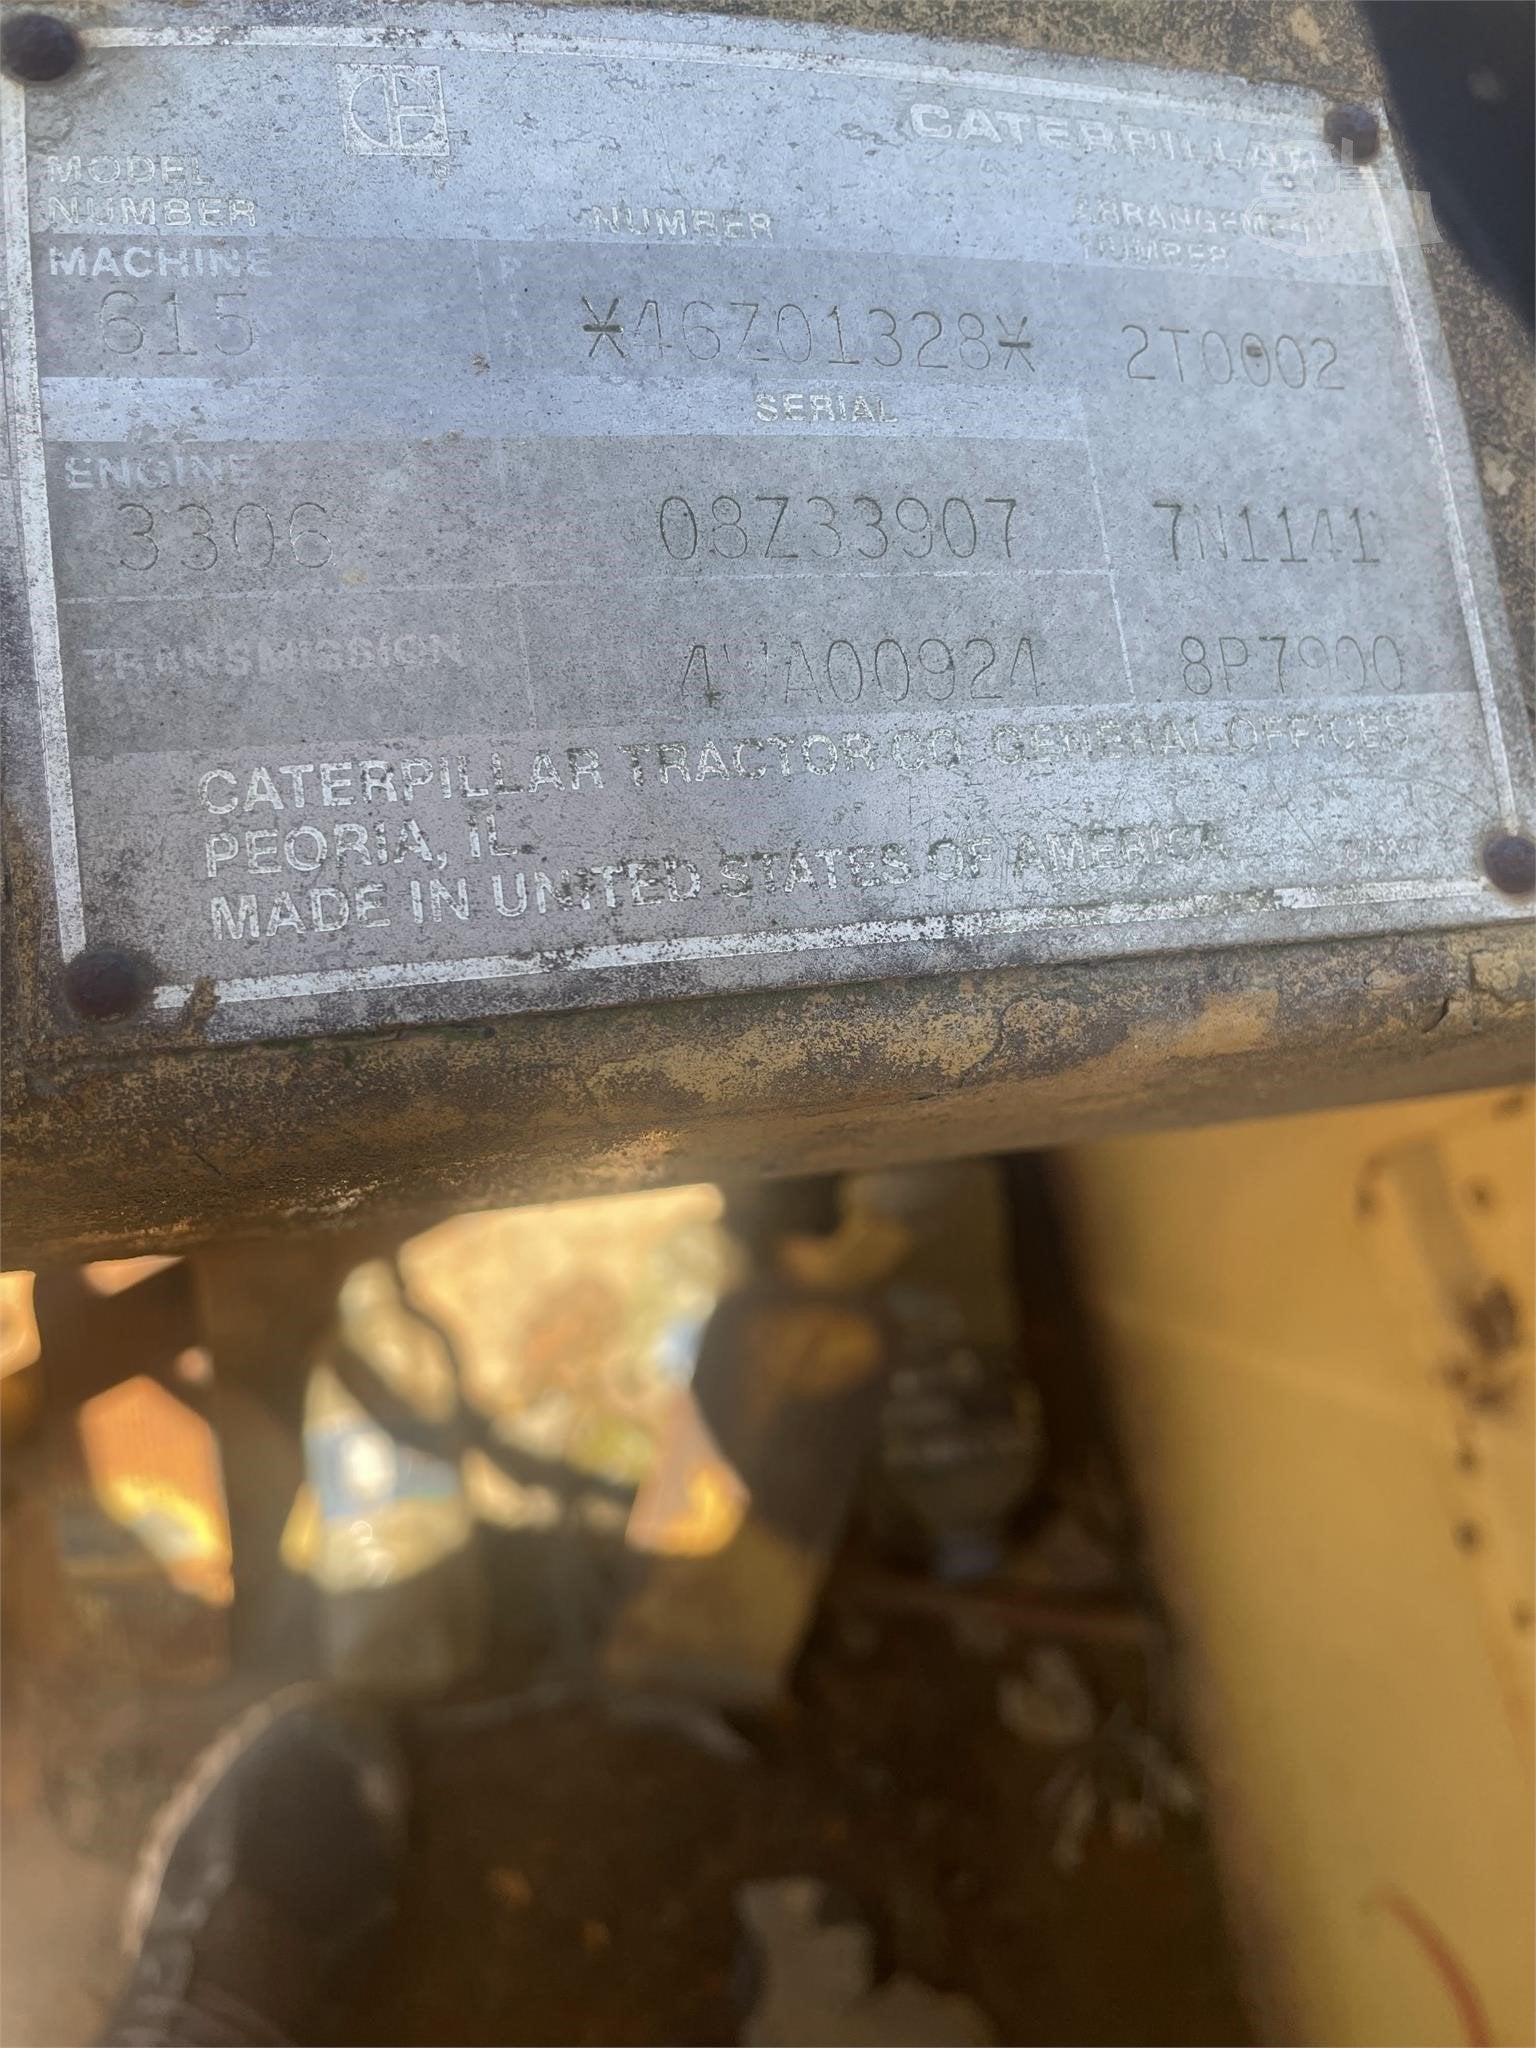 CATERPILLAR
MODEL
NUMBER NUMBER ARRANGEMENT
NUMBER
MACHINE P
615 *46Z01328* 2T0002
SERIAL
ENGINE
3306 08Z33907 7N1141
TRANSMISSION 8P7900
CATERPILLAR TRACTOR CO. GENERAL OFFICES
PEORIA, IL
MADE IN UNITED STATES OF AMERICA